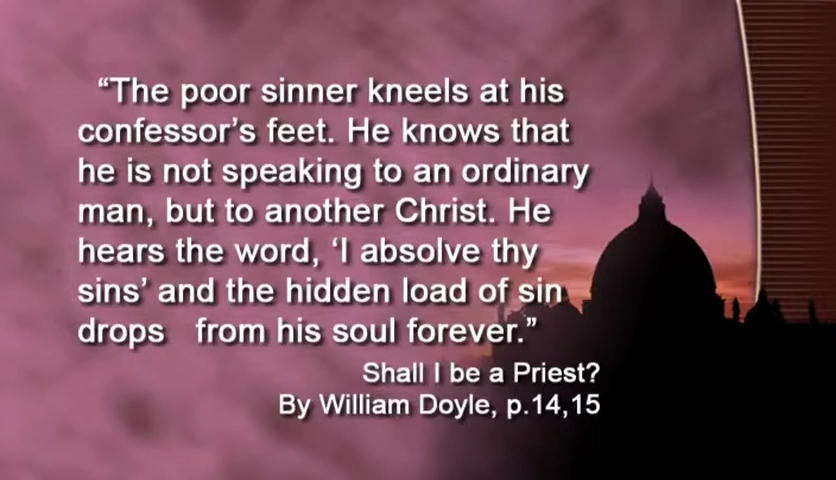 “The poor sinner kneels at his
confessor’s feet. He knows that
he is not speaking to an ordinary
man, but to another Christ. He
hears the word, ‘I absolve thy
sins’ and the hidden load of sin
drops from his soul forever.”
Shall I be a Priest?
By William Doyle, p.14,15